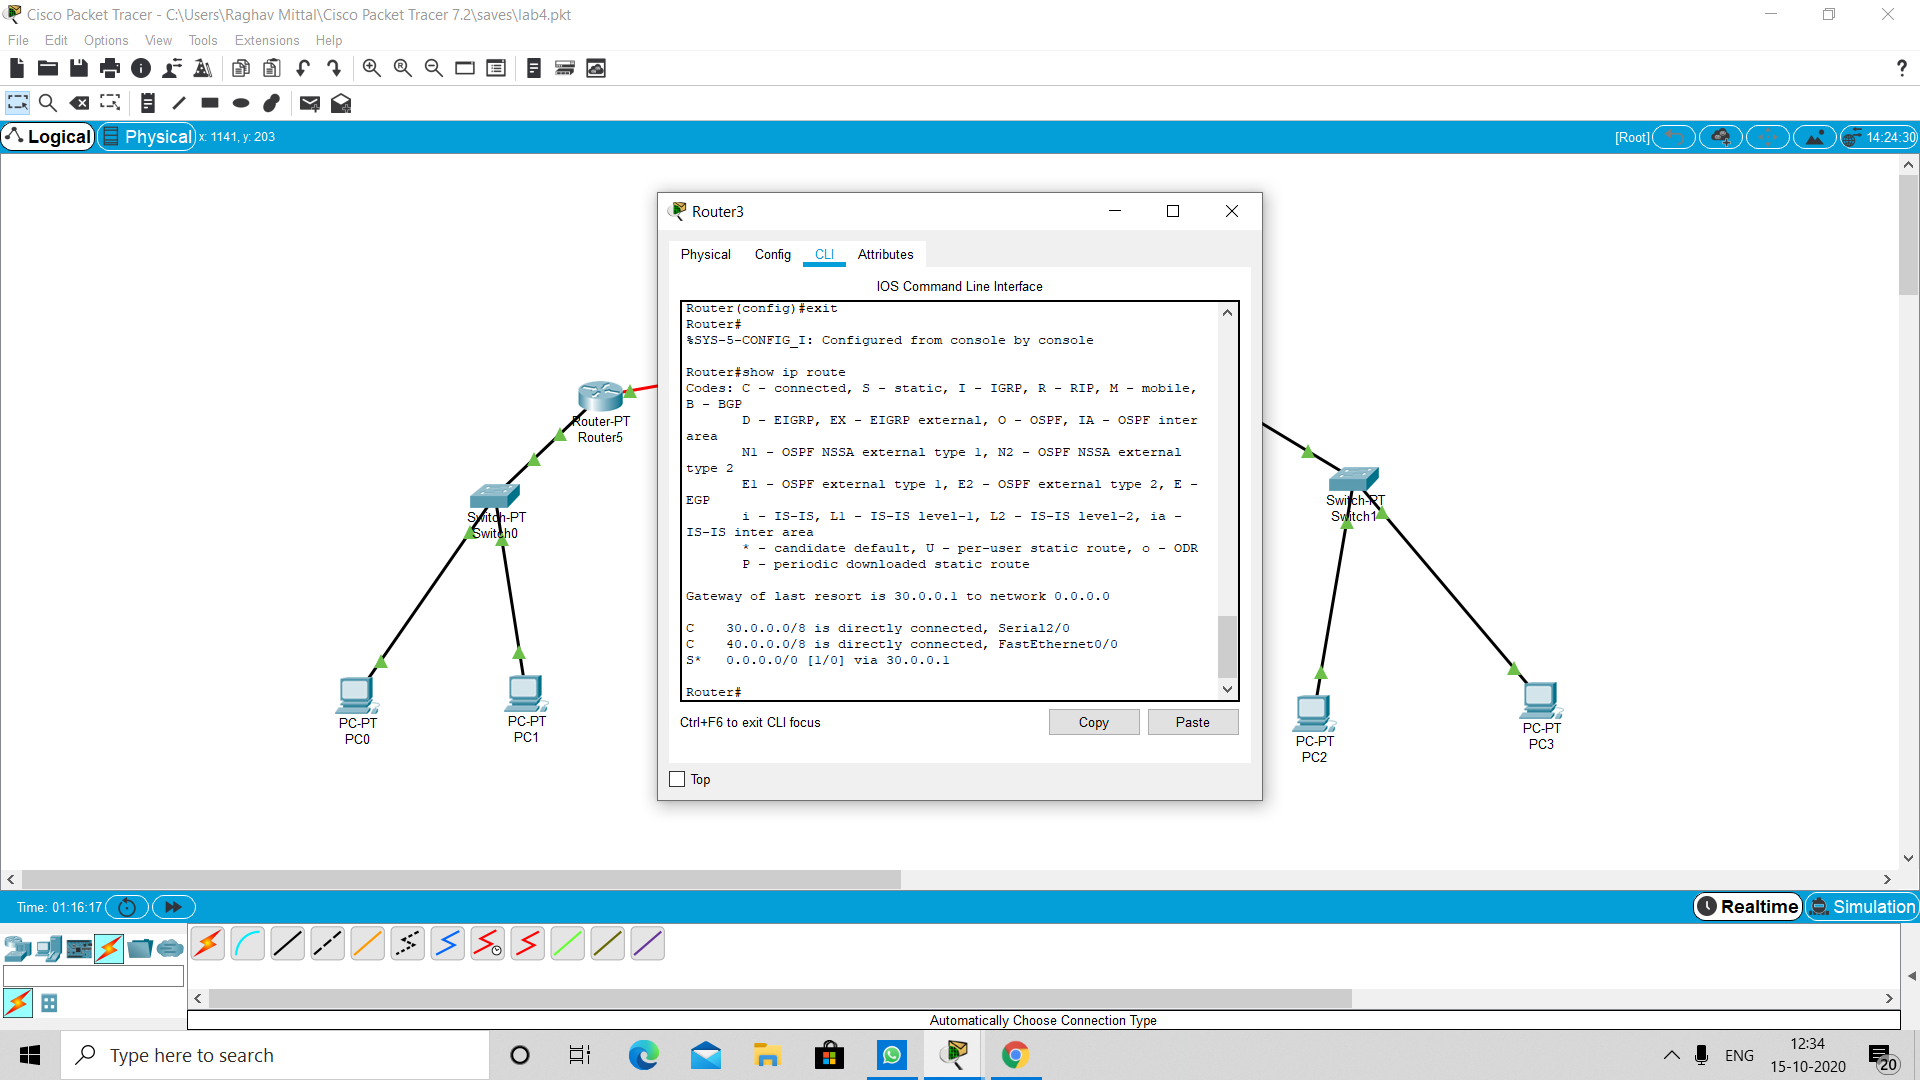 Cisco Packet Tracer - C:\Users\Raghav Mittal\Cisco Packet Tracer 7.2\saves\lab4.pkt
File Edit Options View Tools Extensions Help
?
Logical Physical x: 1141, y: 203 [Root] 14:24:30
Router3
Physical Config CLI Attributes
IOS Command Line Interface
Router(config)#exit
Router#
%SYS-5-CONFIG_I: Configured from console by console
Router#show ip route
Codes: C - connected, S - static, I - IGRP, R - RIP, M - mobile,
B - BGP
D - EIGRP, EX - EIGRP external, O - OSPF, IA - OSPF inter
area
N1 - OSPF NSSA external type 1, N2 - OSPF NSSA external
type 2
E1 - OSPF external type 1, E2 - OSPF external type 2, E -
EGP
i - IS-IS, L1 - IS-IS level-1, L2 - IS-IS level-2, ia -
IS-IS inter area
* - candidate default, U - per-user static route, o - ODR
P - periodic downloaded static route
Gateway of last resort is 30.0.0.1 to network 0.0.0.0
C 30.0.0.0/8 is directly connected, Serial2/0
C 40.0.0.0/8 is directly connected, FastEthernet0/0
S* 0.0.0.0/0 [1/0] via 30.0.0.1
Router#
Ctrl+F6 to exit CLI focus
Copy
Paste
Top
Router-PT
Router5
Switch-PT
Switch0
PC-PT
PC0
PC-PT
PC1
Switch-PT
Switch1
PC-PT
PC2
PC-PT
PC3
Time: 01:16:17
Realtime
Simulation
Automatically Choose Connection Type
Type here to search
ENG
12:34
15-10-2020
20